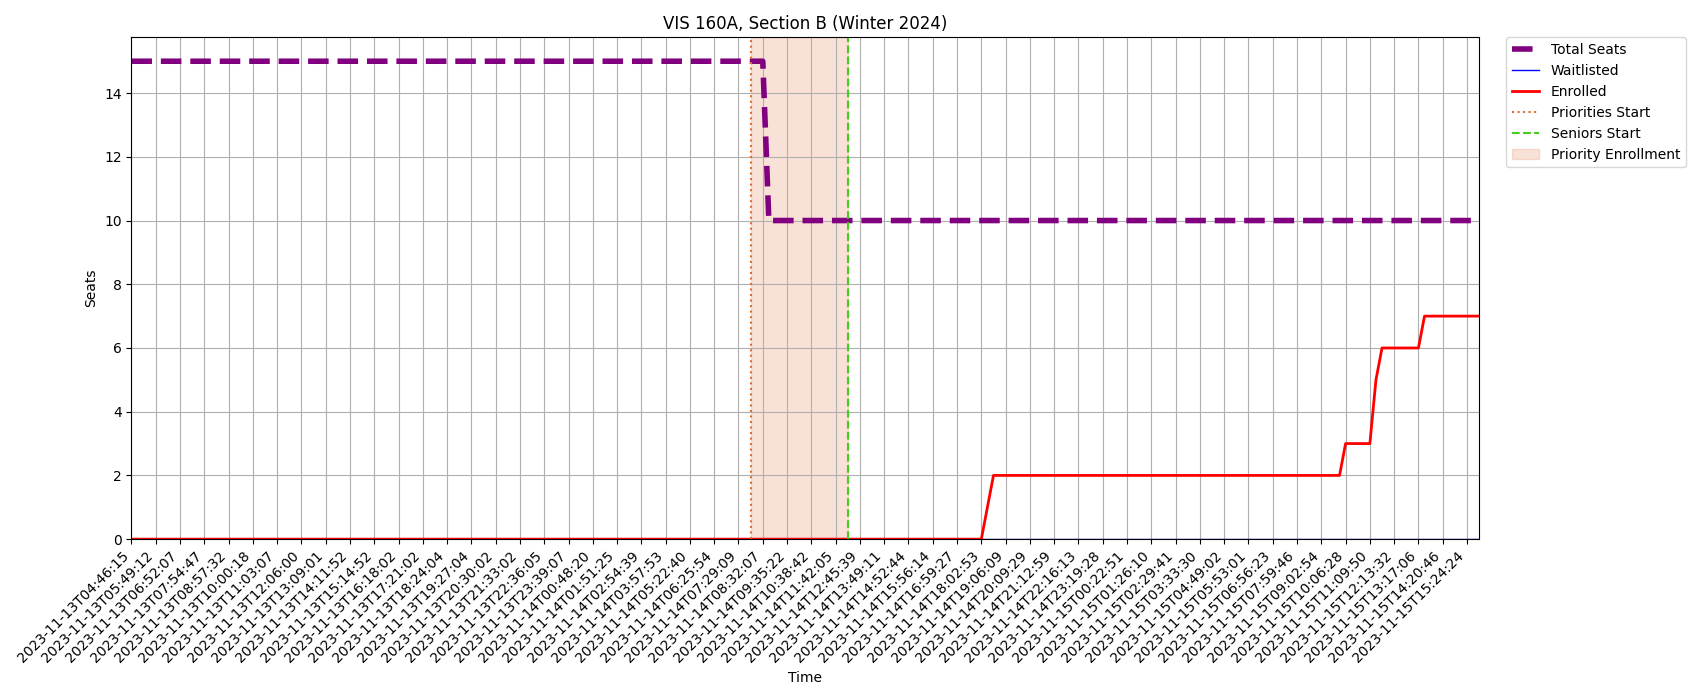 VIS 160A, Section B (Winter 2024)
Total Seats
Waitlisted
Enrolled
Priorities Start
Seniors Start
Priority Enrollment
Seats
14
12
10
8
6
4
2
0
2023-11-13T04:46:15
2023-11-13T05:49:12
2023-11-13T06:52:07
2023-11-13T07:54:47
2023-11-13T08:57:32
2023-11-13T10:00:18
2023-11-13T11:03:07
2023-11-13T12:06:00
2023-11-13T13:09:01
2023-11-13T14:11:52
2023-11-13T15:14:52
2023-11-13T16:18:02
2023-11-13T17:21:02
2023-11-13T18:24:04
2023-11-13T19:27:04
2023-11-13T20:30:02
2023-11-13T21:33:02
2023-11-13T22:36:05
2023-11-13T23:39:07
2023-11-14T00:48:20
2023-11-14T01:51:25
2023-11-14T02:54:39
2023-11-14T03:57:53
2023-11-14T05:22:40
2023-11-14T06:25:54
2023-11-14T07:29:09
2023-11-14T08:32:07
2023-11-14T09:35:22
2023-11-14T10:38:42
2023-11-14T11:42:05
2023-11-14T12:45:39
2023-11-14T13:49:11
2023-11-14T14:52:44
2023-11-14T15:56:14
2023-11-14T16:59:27
2023-11-14T18:02:53
2023-11-14T19:06:09
2023-11-14T20:09:29
2023-11-14T21:12:59
2023-11-14T22:16:13
2023-11-14T23:19:28
2023-11-15T00:22:51
2023-11-15T01:26:10
2023-11-15T02:29:41
2023-11-15T03:33:30
2023-11-15T04:49:02
2023-11-15T05:53:01
2023-11-15T06:56:23
2023-11-15T07:59:46
2023-11-15T09:02:54
2023-11-15T10:06:28
2023-11-15T11:09:50
2023-11-15T12:13:32
2023-11-15T13:17:06
2023-11-15T14:20:46
2023-11-15T15:24:24
Time